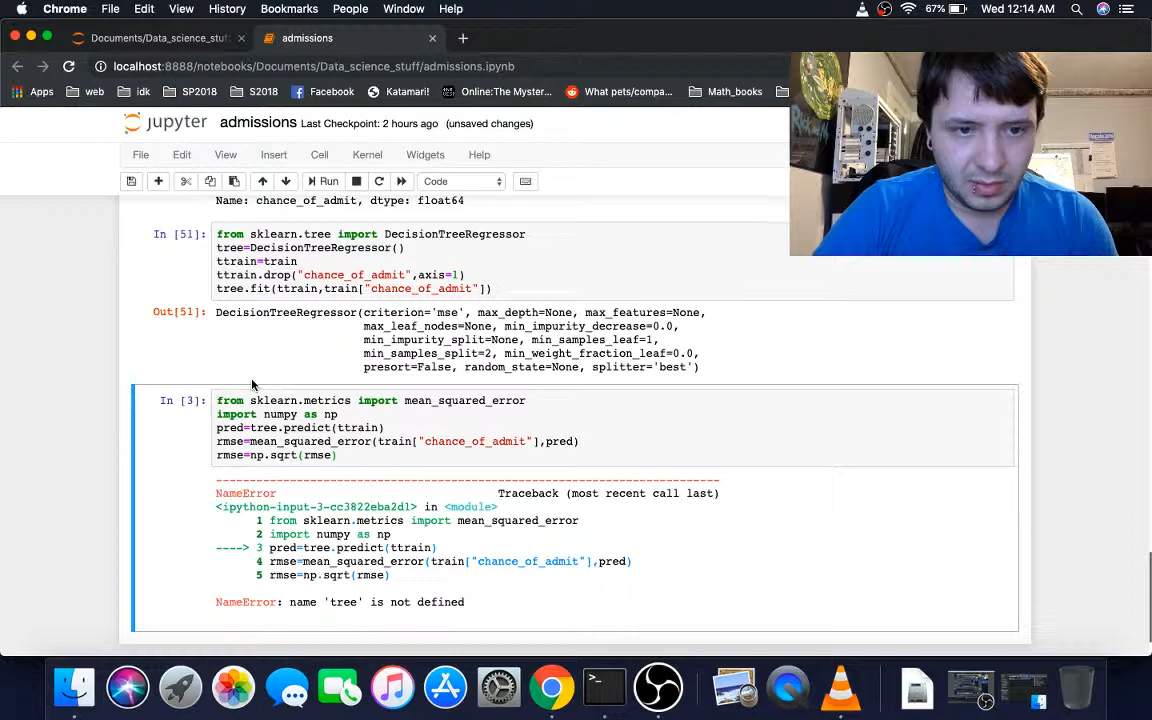 Chrome File Edit View History Bookmarks People Window Help 67% Wed 12:14 AM
Documents/Data_science_stuf admissions
localhost:8888/notebooks/Documents/Data_science_stuff/admissions.ipynb
Apps web idk SP2018 S2018 Facebook Katamari! Online:The Myster... What pets/compa... Math_books
jupyter admissions Last Checkpoint: 2 hours ago (unsaved changes)
File Edit View Insert Cell Kernel Widgets Help
Run Code
Name: chance_of_admit, dtype: float64
In [51]: from sklearn.tree import DecisionTreeRegressor
tree=DecisionTreeRegressor()
ttrain=train
ttrain.drop("chance_of_admit",axis=1)
tree.fit(ttrain,train["chance_of_admit"])
Out[51]: DecisionTreeRegressor(criterion='mse', max_depth=None, max_features=None,
max_leaf_nodes=None, min_impurity_decrease=0.0,
min_impurity_split=None, min_samples_leaf=1,
min_samples_split=2, min_weight_fraction_leaf=0.0,
presort=False, random_state=None, splitter='best')
In [3]: from sklearn.metrics import mean_squared_error
import numpy as np
pred=tree.predict(ttrain)
rmse=mean_squared_error(train["chance_of_admit"],pred)
rmse=np.sqrt(rmse)
---------------------------------------------------------------------------
NameError Traceback (most recent call last)
<ipython-input-3-cc3822eba2d1> in <module>
1 from sklearn.metrics import mean_squared_error
2 import numpy as np
----> 3 pred=tree.predict(ttrain)
4 rmse=mean_squared_error(train["chance_of_admit"],pred)
5 rmse=np.sqrt(rmse)
NameError: name 'tree' is not defined